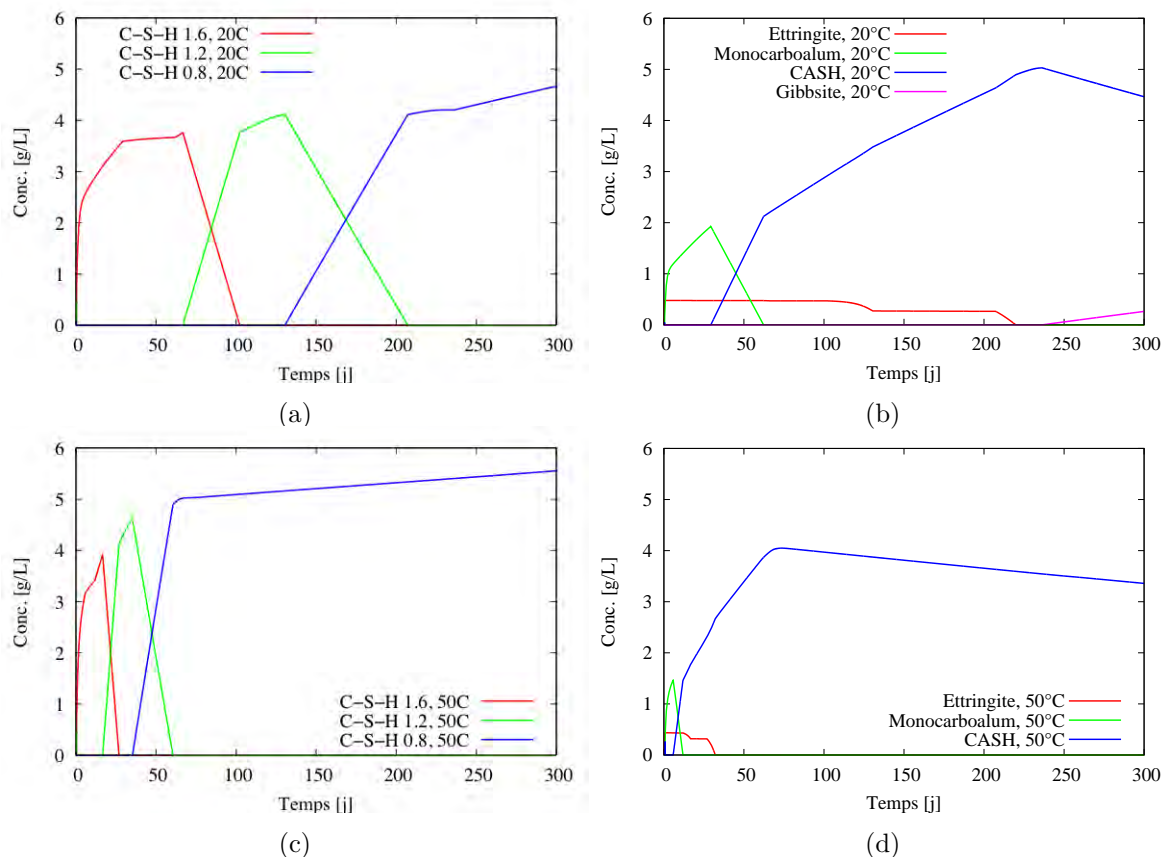 6
5
4
3
2
1
0
Conc. [g/L]
C-S-H 1.6, 20C
C-S-H 1.2, 20C
C-S-H 0.8, 20C
0 50 100 150 200 250 300
Temps [j]
(a)
6
5
4
3
2
1
0
Conc. [g/L]
Ettringite, 20°C
Monocarboalum, 20°C
CASH, 20°C
Gibbsite, 20°C
0 50 100 150 200 250 300
Temps [j]
(b)
6
5
4
3
2
1
0
Conc. [g/L]
C-S-H 1.6, 50C
C-S-H 1.2, 50C
C-S-H 0.8, 50C
0 50 100 150 200 250 300
Temps [j]
(c)
6
5
4
3
2
1
0
Conc. [g/L]
Ettringite, 50°C
Monocarboalum, 50°C
CASH, 50°C
0 50 100 150 200 250 300
Temps [j]
(d)